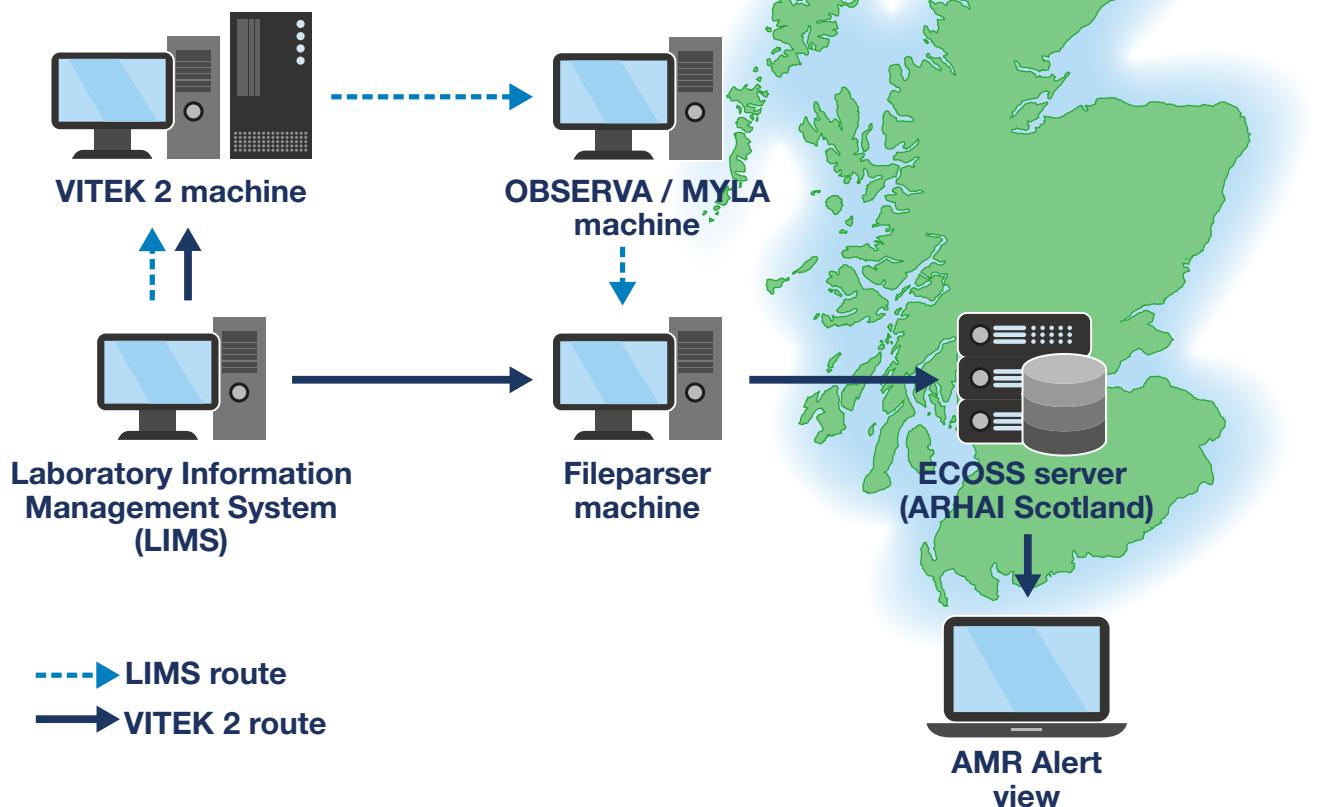 VITEK 2 machine
OBSERVA / MYLA
machine
Laboratory Information
Management System
(LIMS)
Fileparser
machine
ECOSS server
(ARHAI Scotland)
LIMS route
VITEK 2 route
AMR Alert
view